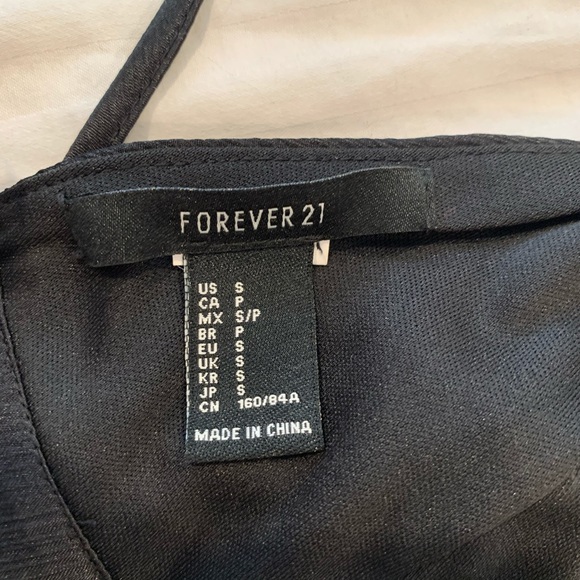 FOREVER 21
US S
CA P
MX S/P
BR P
EU S
UK S
KR S
JP S
CN 160/84A
MADE IN CHINA